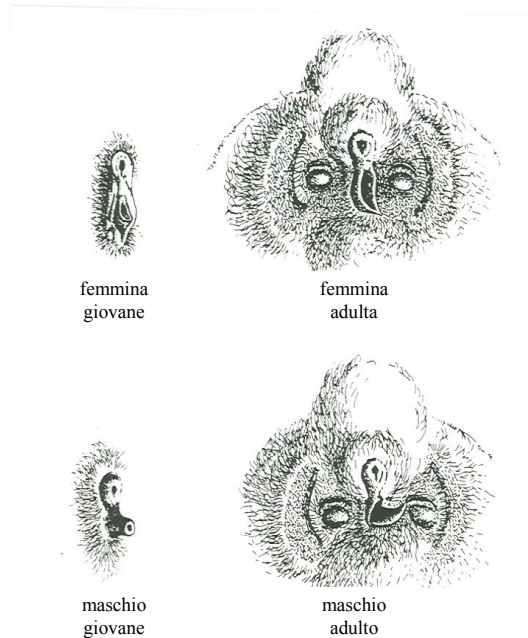 femmina
giovane
femmina
adulta
maschio
giovane
maschio
adulto